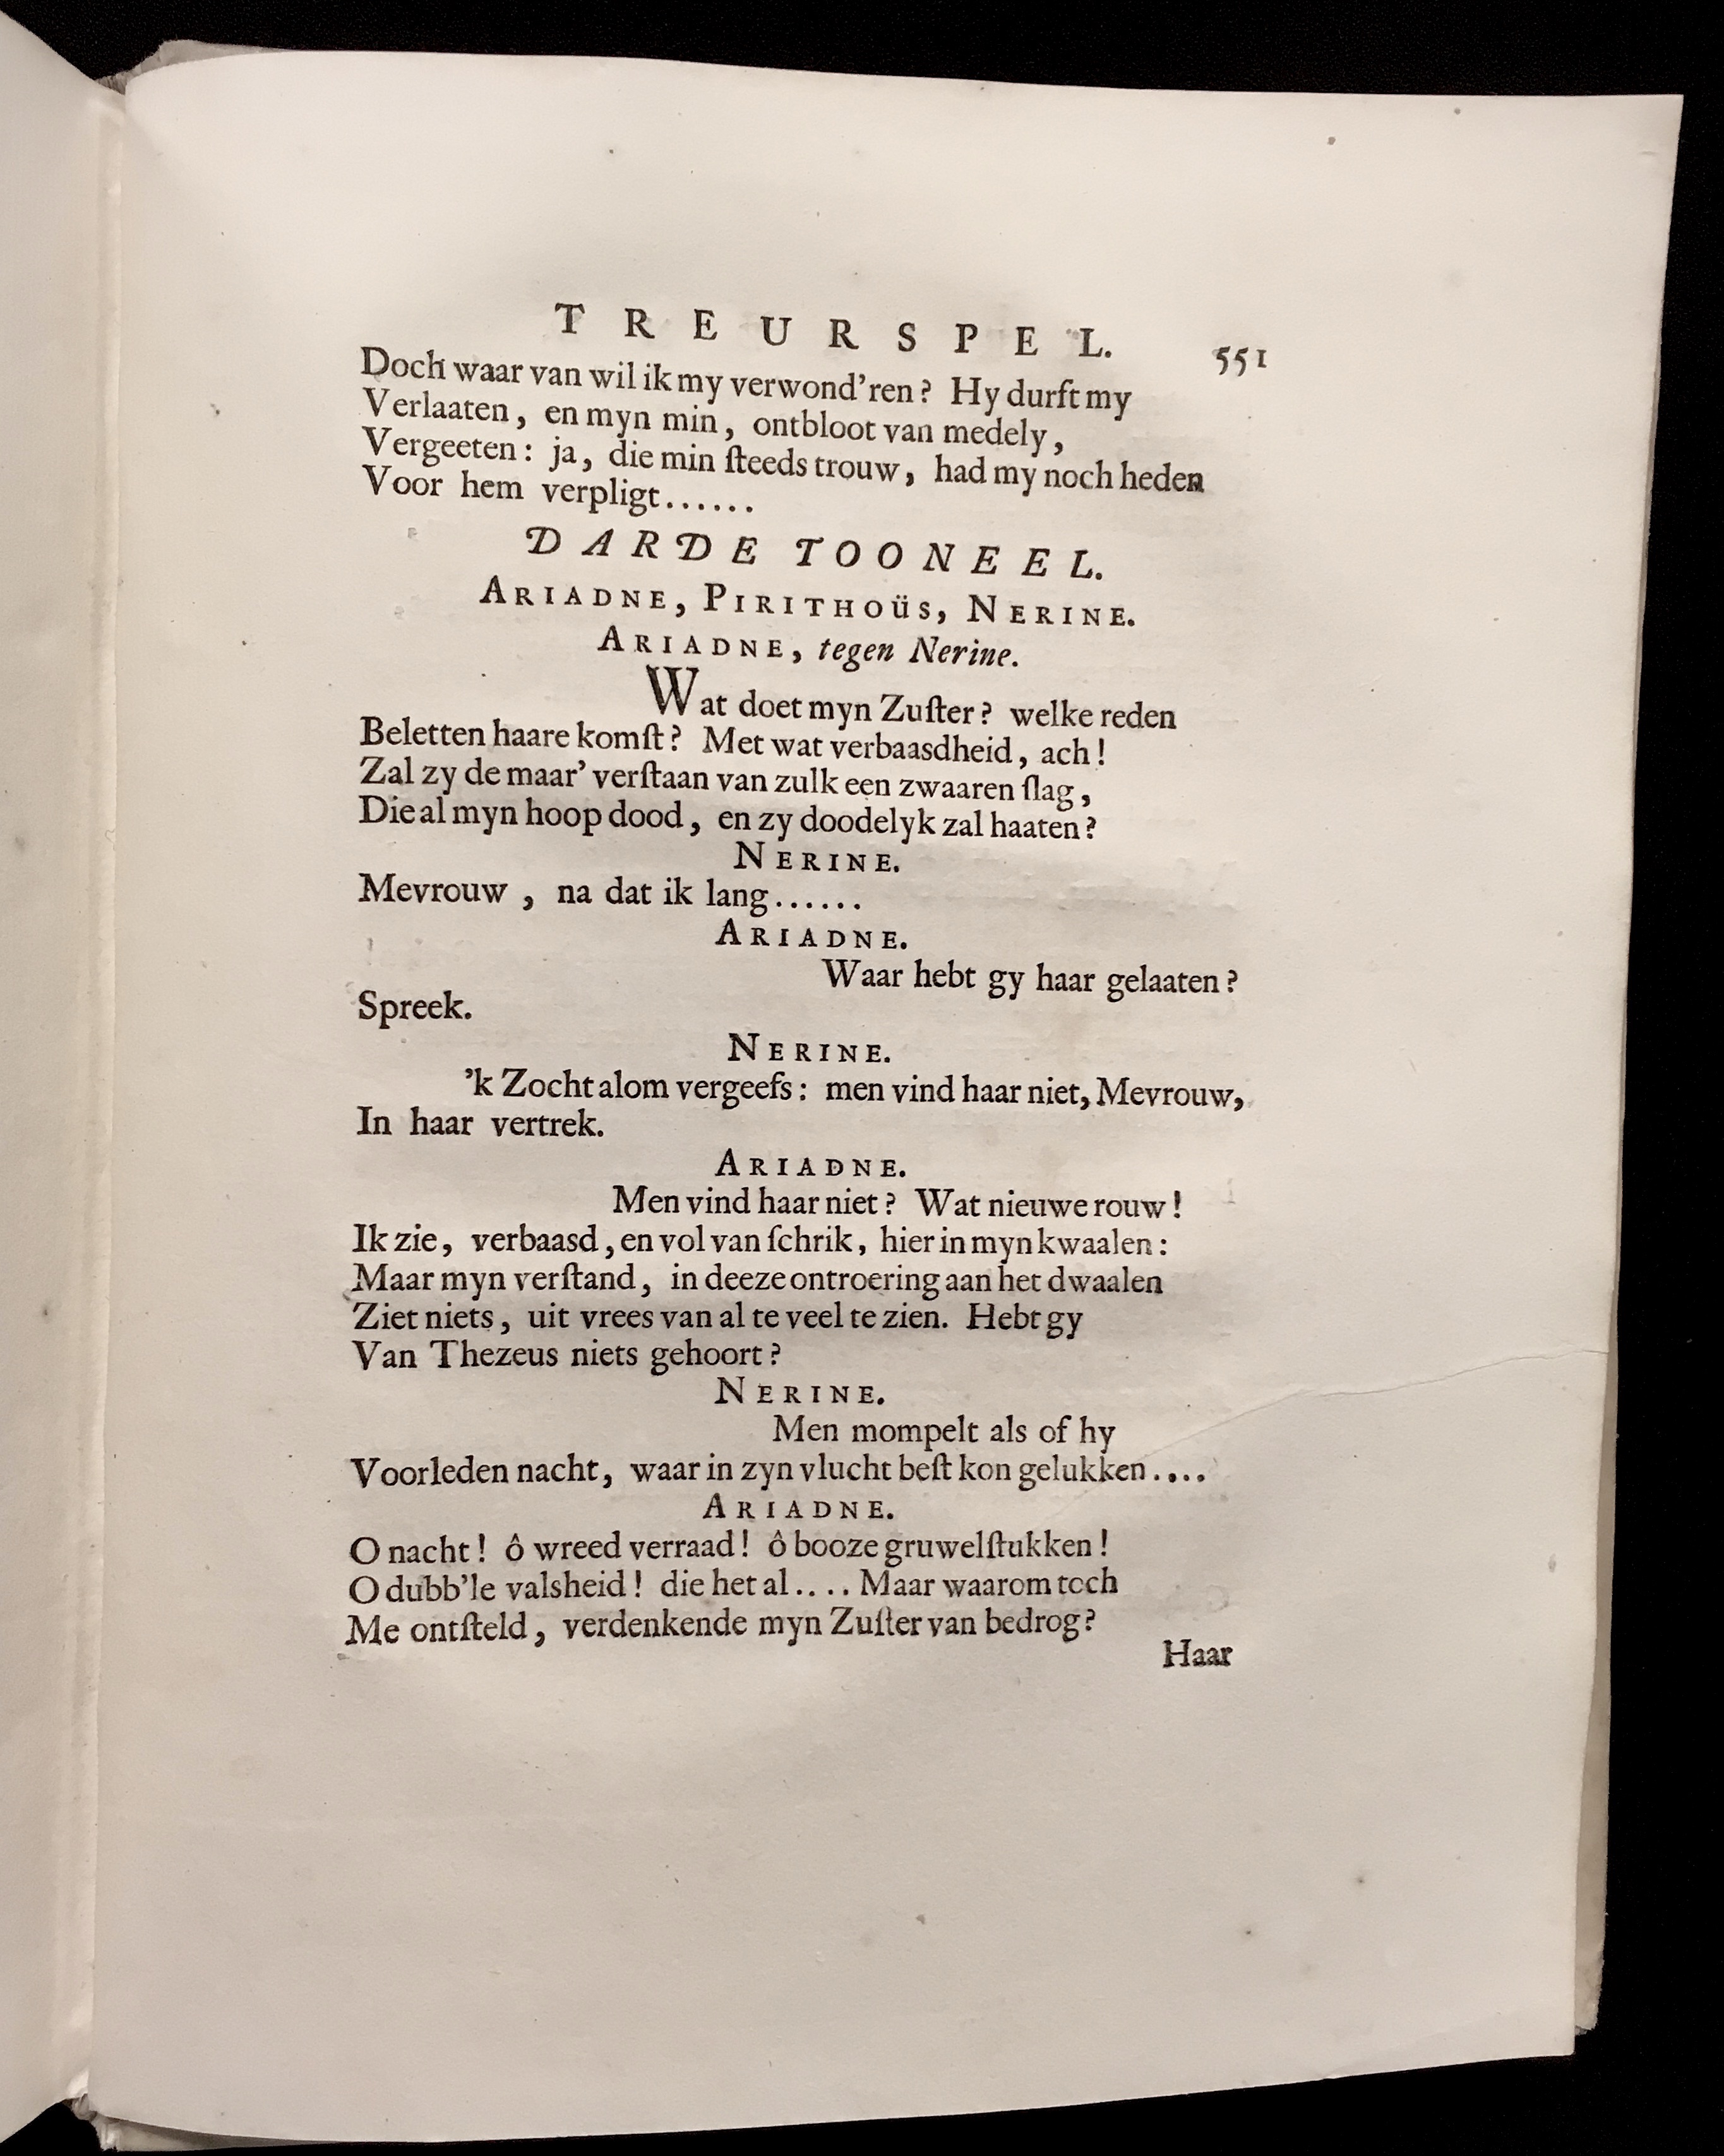 TREURSPEL. 551
Doch waar van wil ik my verwond'ren? Hy durft my
Verlaaten, en myn min, ontbloot van medely,
Vergeeten: ja, die min ſteeds trouw, had my noch heden
Voor hem verpligt......
DARDE TOONEEL.
ARIADNE, PIRITHOüS, NERINE.
ARIADNE, tegen Nerine.
Wat doet myn Zuſter? welke reden
Beletten haare komſt? Met wat verbaasdheid, ach!
Zal zy de maar' verſtaan van zulk een zwaaren ſlag,
Die al myn hoop dood, en zy doodelyk zal haaten?
NERINE.
Mevrouw, na dat ik lang......
ARIADNE.
Waar hebt gy haar gelaaten?
Spreek.
NERINE.
'k Zocht alom vergeefs: men vind haar niet, Mevrouw,
In haar vertrek.
ARIADNE.
Men vind haar niet? Wat nieuwe rouw!
Ik zie, verbaasd, en vol van ſchrik, hier in myn kwaalen:
Maar myn verſtand, in deeze ontroering aan het dwaalen
Ziet niets, uit vrees van al te veel te zien. Hebt gy
Van Thezeus niets gehoort?
NERINE.
Men mompelt als of hy
Voorleden nacht, waar in zyn vlucht beſt kon gelukken....
ARIADNE.
O nacht! ô wreed verraad! ô booze gruwelſtukken!
O dubb'le valsheid! die het al.... Maar waarom toch
Me ontſteld, verdenkende myn Zuſter van bedrog?
Haar